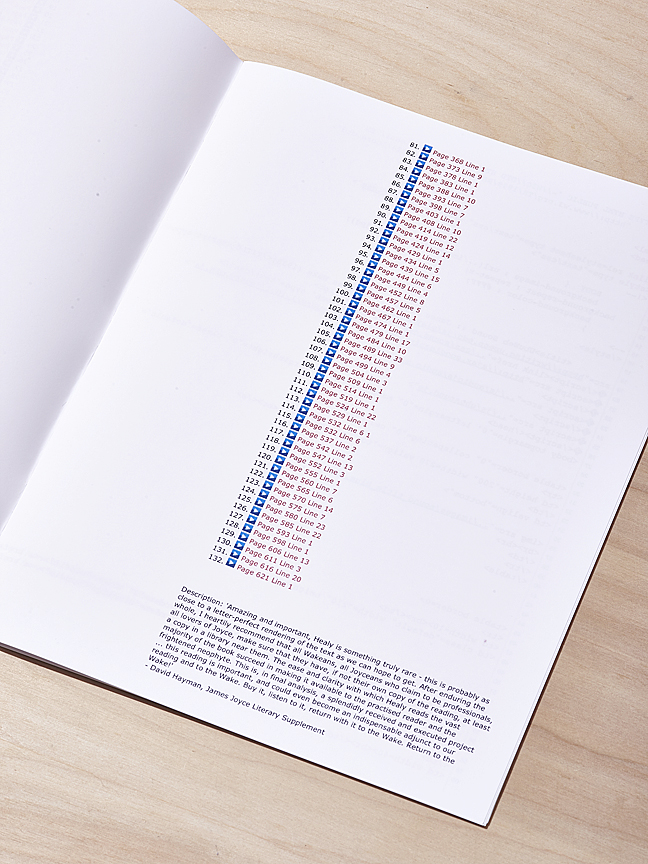 81. Page 368 Line 1
82. Page 373 Line 9
83. Page 378 Line 1
84. Page 383 Line 1
85. Page 388 Line 10
86. Page 393 Line 7
87. Page 398 Line 7
88. Page 403 Line 1
89. Page 408 Line 10
90. Page 414 Line 22
91. Page 419 Line 12
92. Page 424 Line 14
93. Page 429 Line 1
94. Page 434 Line 5
95. Page 439 Line 15
96. Page 444 Line 6
97. Page 449 Line 4
98. Page 452 Line 8
99. Page 457 Line 5
100. Page 462 Line 1
101. Page 467 Line 1
102. Page 474 Line 1
103. Page 479 Line 17
104. Page 484 Line 10
105. Page 489 Line 33
106. Page 494 Line 9
107. Page 499 Line 4
108. Page 504 Line 3
109. Page 509 Line 1
110. Page 514 Line 1
111. Page 519 Line 1
112. Page 524 Line 22
113. Page 529 Line 1
114. Page 532 Line 6 1
115. Page 532 Line 6
116. Page 537 Line 2
117. Page 542 Line 2
118. Page 547 Line 13
119. Page 552 Line 3
120. Page 555 Line 1
121. Page 560 Line 7
122. Page 565 Line 6
123. Page 570 Line 14
124. Page 575 Line 7
125. Page 580 Line 23
126. Page 585 Line 22
127. Page 593 Line 1
128. Page 598 Line 1
129. Page 606 Line 13
130. Page 611 Line 3
131. Page 616 Line 20
132. Page 621 Line 1
Description: 'Amazing and important, Healy is something truly rare - this is probably as
close to a letter-perfect rendering of the text as we can hope to get. After enduring the
whole, I heartily recommend that all Wakeans, all Joyceans who claim to be professionals,
all lovers of Joyce, make sure that they have, if not their own copy of the reading, at least
a copy in a library near them. The ease and clarity with which Healy reads the vast
majority of the book succeed in making it available to the practised reader and the
frightened neophyte. This is, in final analysis, a splendidly received and executed project
... this reading is important, and could even become an indispensable adjunct to our
reading and to the Wake. Buy it, listen to it, return with it to the Wake. Return to the
Wake!'
- David Hayman, James Joyce Literary Supplement